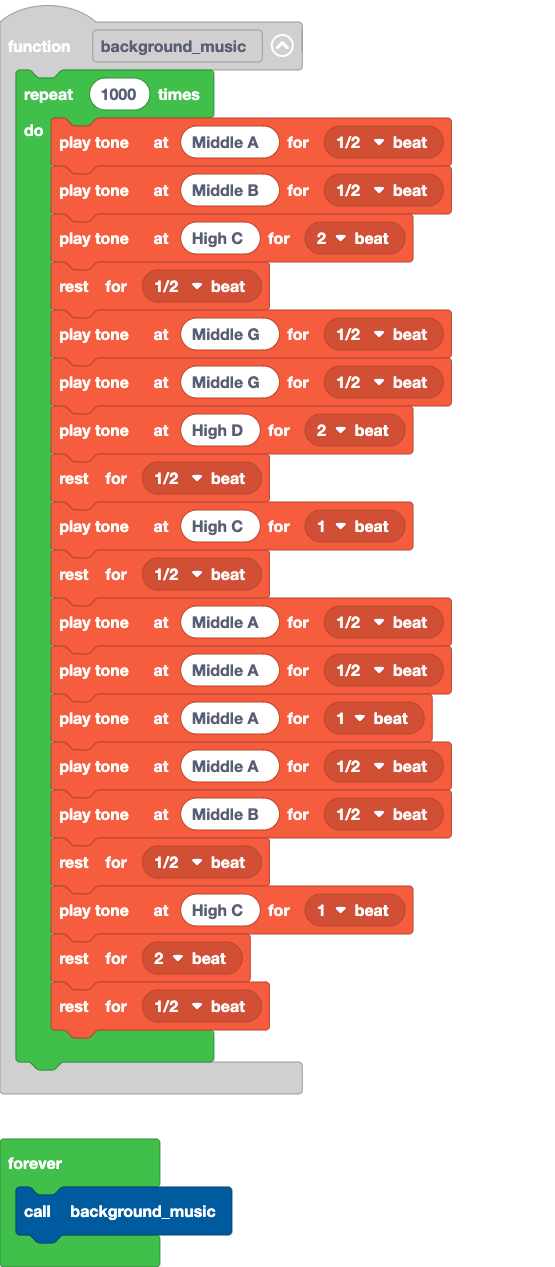 function background_music
repeat 1000 times
do
play tone at Middle A for 1/2 beat
play tone at Middle B for 1/2 beat
play tone at High C for 2 beat
rest for 1/2 beat
play tone at Middle G for 1/2 beat
play tone at Middle G for 1/2 beat
play tone at High D for 2 beat
rest for 1/2 beat
play tone at High C for 1 beat
rest for 1/2 beat
play tone at Middle A for 1/2 beat
play tone at Middle A for 1/2 beat
play tone at Middle A for 1 beat
play tone at Middle A for 1/2 beat
play tone at Middle B for 1/2 beat
rest for 1/2 beat
play tone at High C for 1 beat
rest for 2 beat
rest for 1/2 beat
forever
call background_music